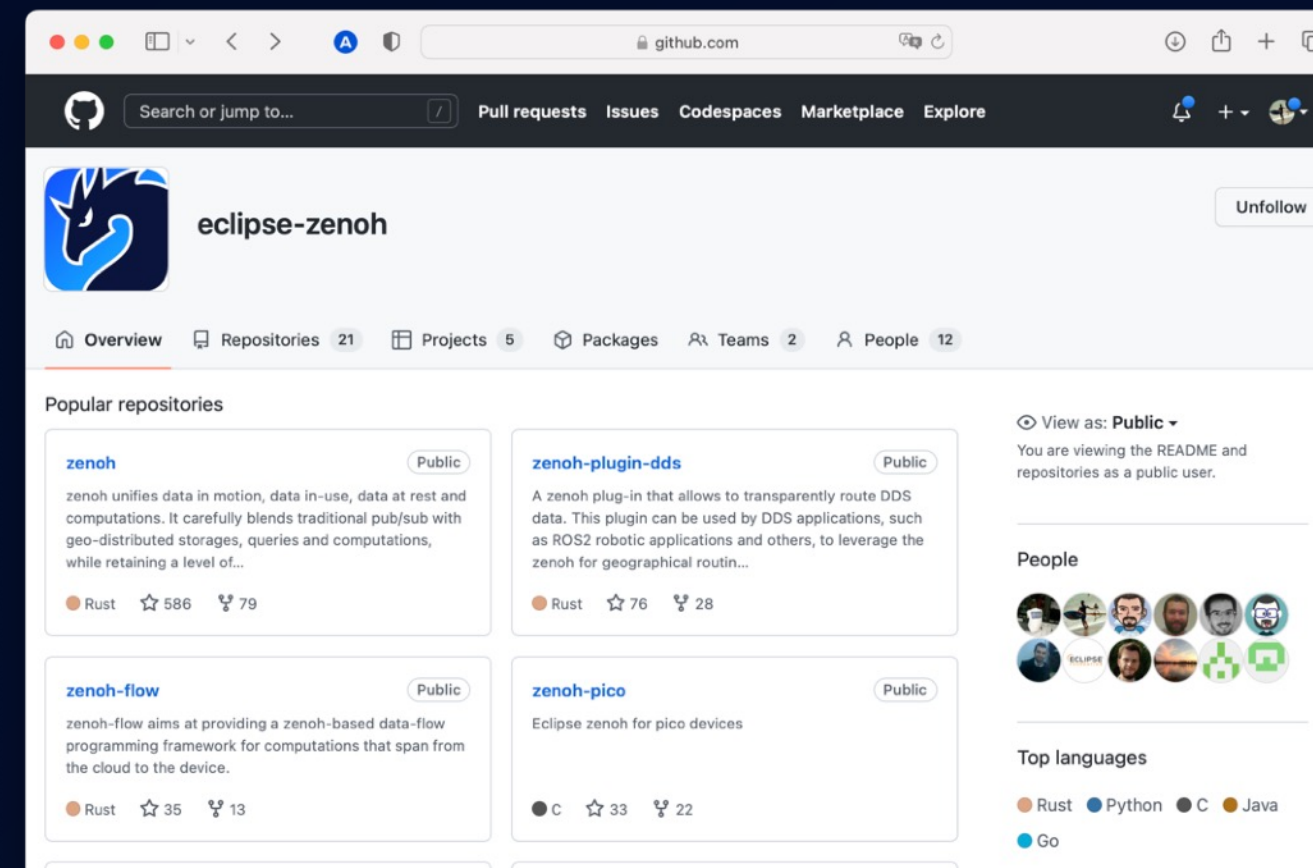 github.com
Search or jump to...
/
Pull requests Issues Codespaces Marketplace Explore
eclipse-zenoh
Unfollow
Overview Repositories 21 Projects 5 Packages Teams 2 People 12
Popular repositories
zenoh Public
zenoh unifies data in motion, data in-use, data at rest and
computations. It carefully blends traditional pub/sub with
geo-distributed storages, queries and computations,
while retaining a level of...
Rust 586 79
zenoh-plugin-dds Public
A zenoh plug-in that allows to transparently route DDS
data. This plugin can be used by DDS applications, such
as ROS2 robotic applications and others, to leverage the
zenoh for geographical routin...
Rust 76 28
zenoh-flow Public
zenoh-flow aims at providing a zenoh-based data-flow
programming framework for computations that span from
the cloud to the device.
Rust 35 13
zenoh-pico Public
Eclipse zenoh for pico devices
C 33 22
View as: Public
You are viewing the README and
repositories as a public user.
People
ECLIPSE
Top languages
Rust Python C Java
Go